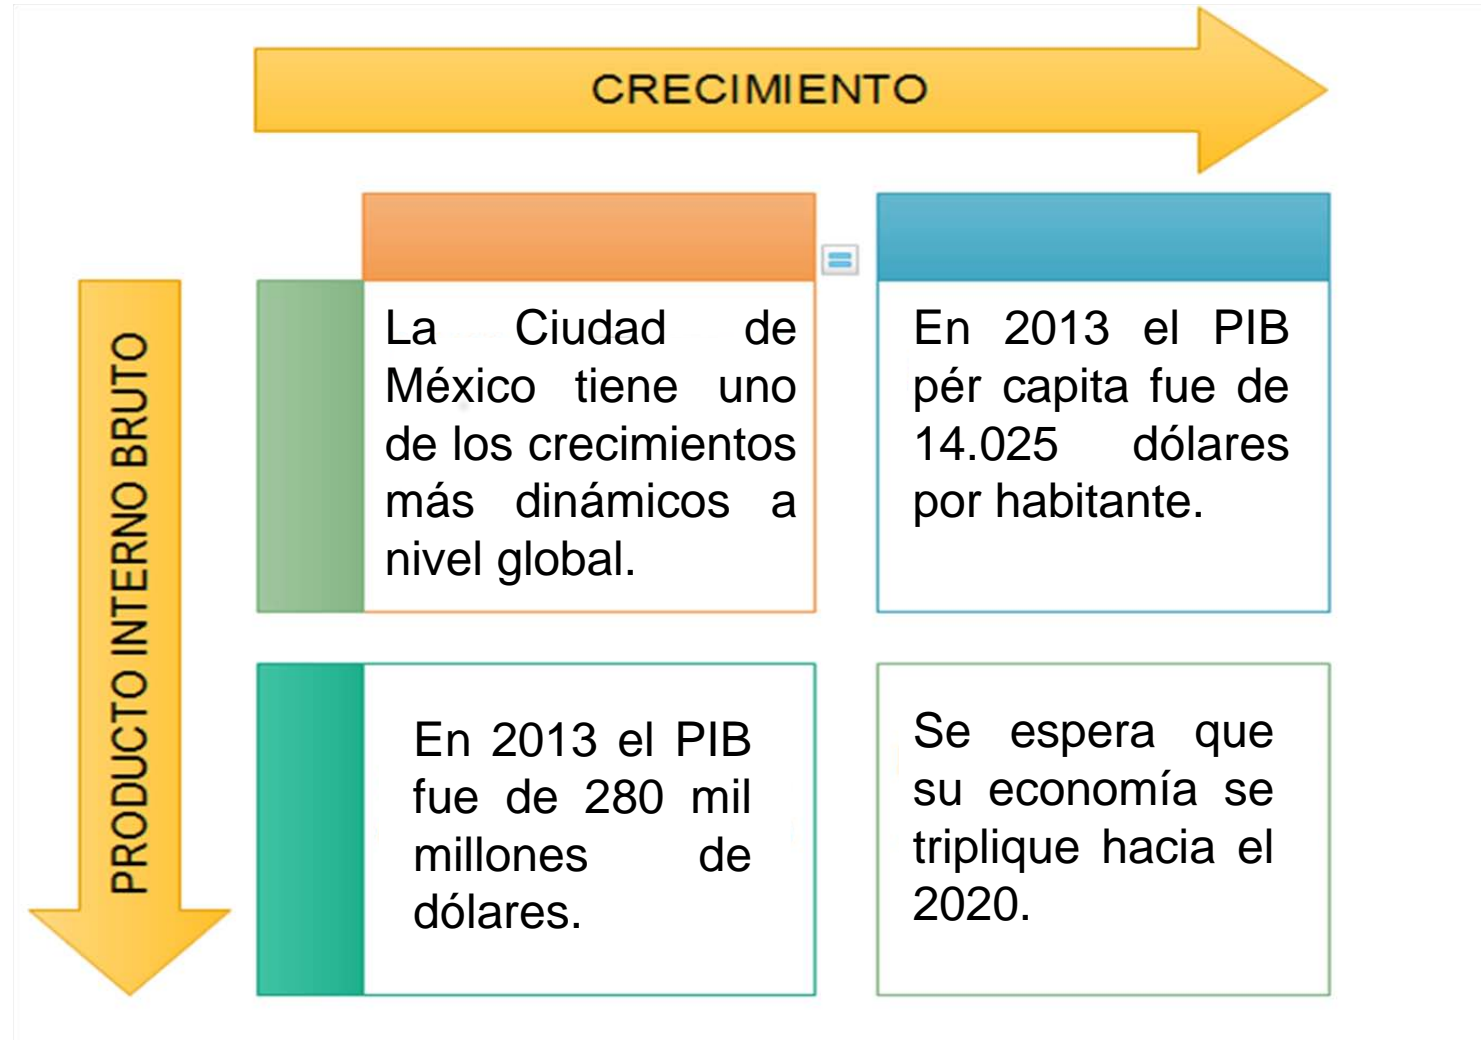 CRECIMIENTO
PRODUCTO INTERNO BRUTO
La Ciudad de
México tiene uno
de los crecimientos
más dinámicos a
nivel global.
En 2013 el PIB
pér capita fue de
14.025 dólares
por habitante.
En 2013 el PIB
fue de 280 mil
millones de
dólares.
Se espera que
su economía se
triplique hacia el
2020.